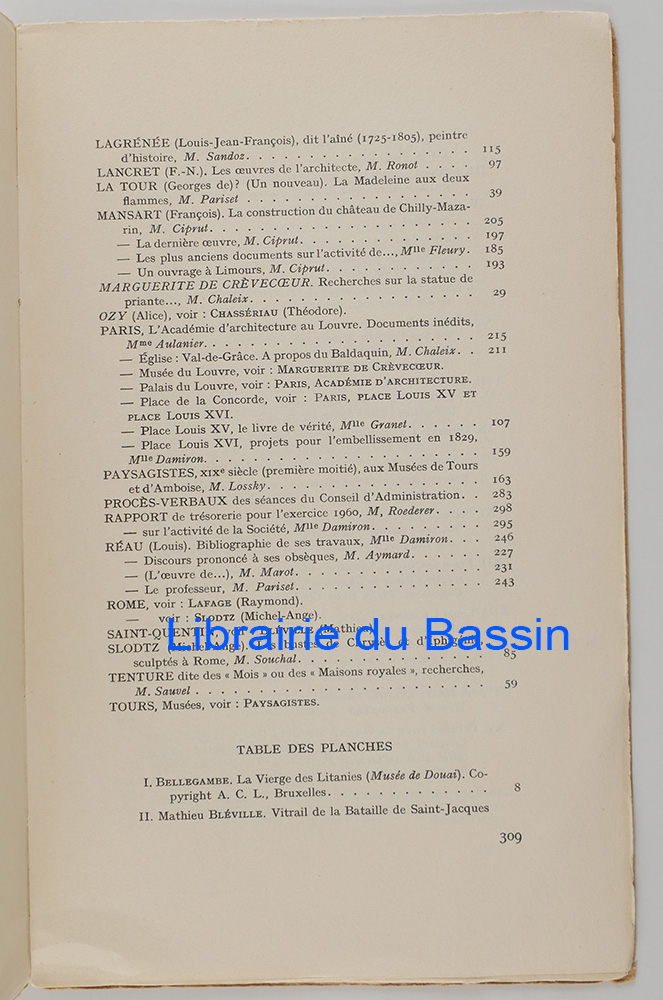 LAGRÉNÉE (Louis-Jean-François), dit l'aîné (1725-1805), peintre
d'histoire, M. Sandoz. . . . . . . . . . . . . . . . . . . 115
LANCRET (F.-N.). Les œuvres de l'architecte, M. Ronot . . . . 97
LA TOUR (Georges de)? (Un nouveau). La Madeleine aux deux
flammes, M. Pariset . . . . . . . . . . . . . . . . . . . 39
MANSART (François). La construction du château de Chilly-Maza-
rin, M. Ciprut. . . . . . . . . . . . . . . . . . . . . . 205
— La dernière œuvre, M. Ciprut. . . . . . . . . . . . . 197
— Les plus anciens documents sur l'activité de..., Mlle Fleury. 185
— Un ouvrage à Limours, M. Ciprut. . . . . . . . . . . 193
MARGUERITE DE CRÈVECŒUR. Recherches sur la statue de
priante..., M. Chaleix. . . . . . . . . . . . . . . . . . 29
OZY (Alice), voir : CHASSÉRIAU (Théodore).
PARIS, L'Académie d'architecture au Louvre. Documents inédits,
Mme Aulanier. . . . . . . . . . . . . . . . . . . . . . 215
— Église : Val-de-Grâce. A propos du Baldaquin, M. Chaleix. . 211
— Musée du Louvre, voir : MARGUERITE DE CRÈVECŒUR.
— Palais du Louvre, voir : PARIS, ACADÉMIE D'ARCHITECTURE.
— Place de la Concorde, voir : PARIS, PLACE LOUIS XV ET
PLACE LOUIS XVI.
— Place Louis XV, le livre de vérité, Mlle Granet. . . . . . 107
— Place Louis XVI, projets pour l'embellissement en 1829,
Mlle Damiron. . . . . . . . . . . . . . . . . . . . . . 159
PAYSAGISTES, XIXe siècle (première moitié), aux Musées de Tours
et d'Amboise, M. Lossky. . . . . . . . . . . . . . . . . 163
PROCÈS-VERBAUX des séances du Conseil d'Administration. . 283
RAPPORT de trésorerie pour l'exercice 1960, M, Roederer. . . 298
— sur l'activité de la Société, Mlle Damiron. . . . . . . . 295
RÉAU (Louis). Bibliographie de ses travaux, Mlle Damiron. . . 246
— Discours prononcé à ses obsèques, M. Aymard . . . . . 227
— (L'œuvre de...), M. Marot. . . . . . . . . . . . . . . 231
— Le professeur, M. Pariset. . . . . . . . . . . . . . . 243
ROME, voir : LAFAGE (Raymond).
— voir : SLODTZ (Michel-Ange).
SAINT-QUENTIN, BLÉVILLE (Mathieu).
SLODTZ (Michel-Ange). bustes de et d'Iphigénie,
sculptés à Rome, M. Souchal. . . . . . . . . . . . . . . 85
TENTURE dite des « Mois » ou des « Maisons royales », recherches,
M. Sauvel . . . . . . . . . . . . . . . . . . . . . . . 59
TOURS, Musées, voir : PAYSAGISTES.
Librairie du Bassin
TABLE DES PLANCHES
I. BELLEGAMBE. La Vierge des Litanies (Musée de Douai). Co-
pyright A. C. L., Bruxelles. . . . . . . . . . . . . . 8
II. Mathieu BLÉVILLE. Vitrail de la Bataille de Saint-Jacques
309